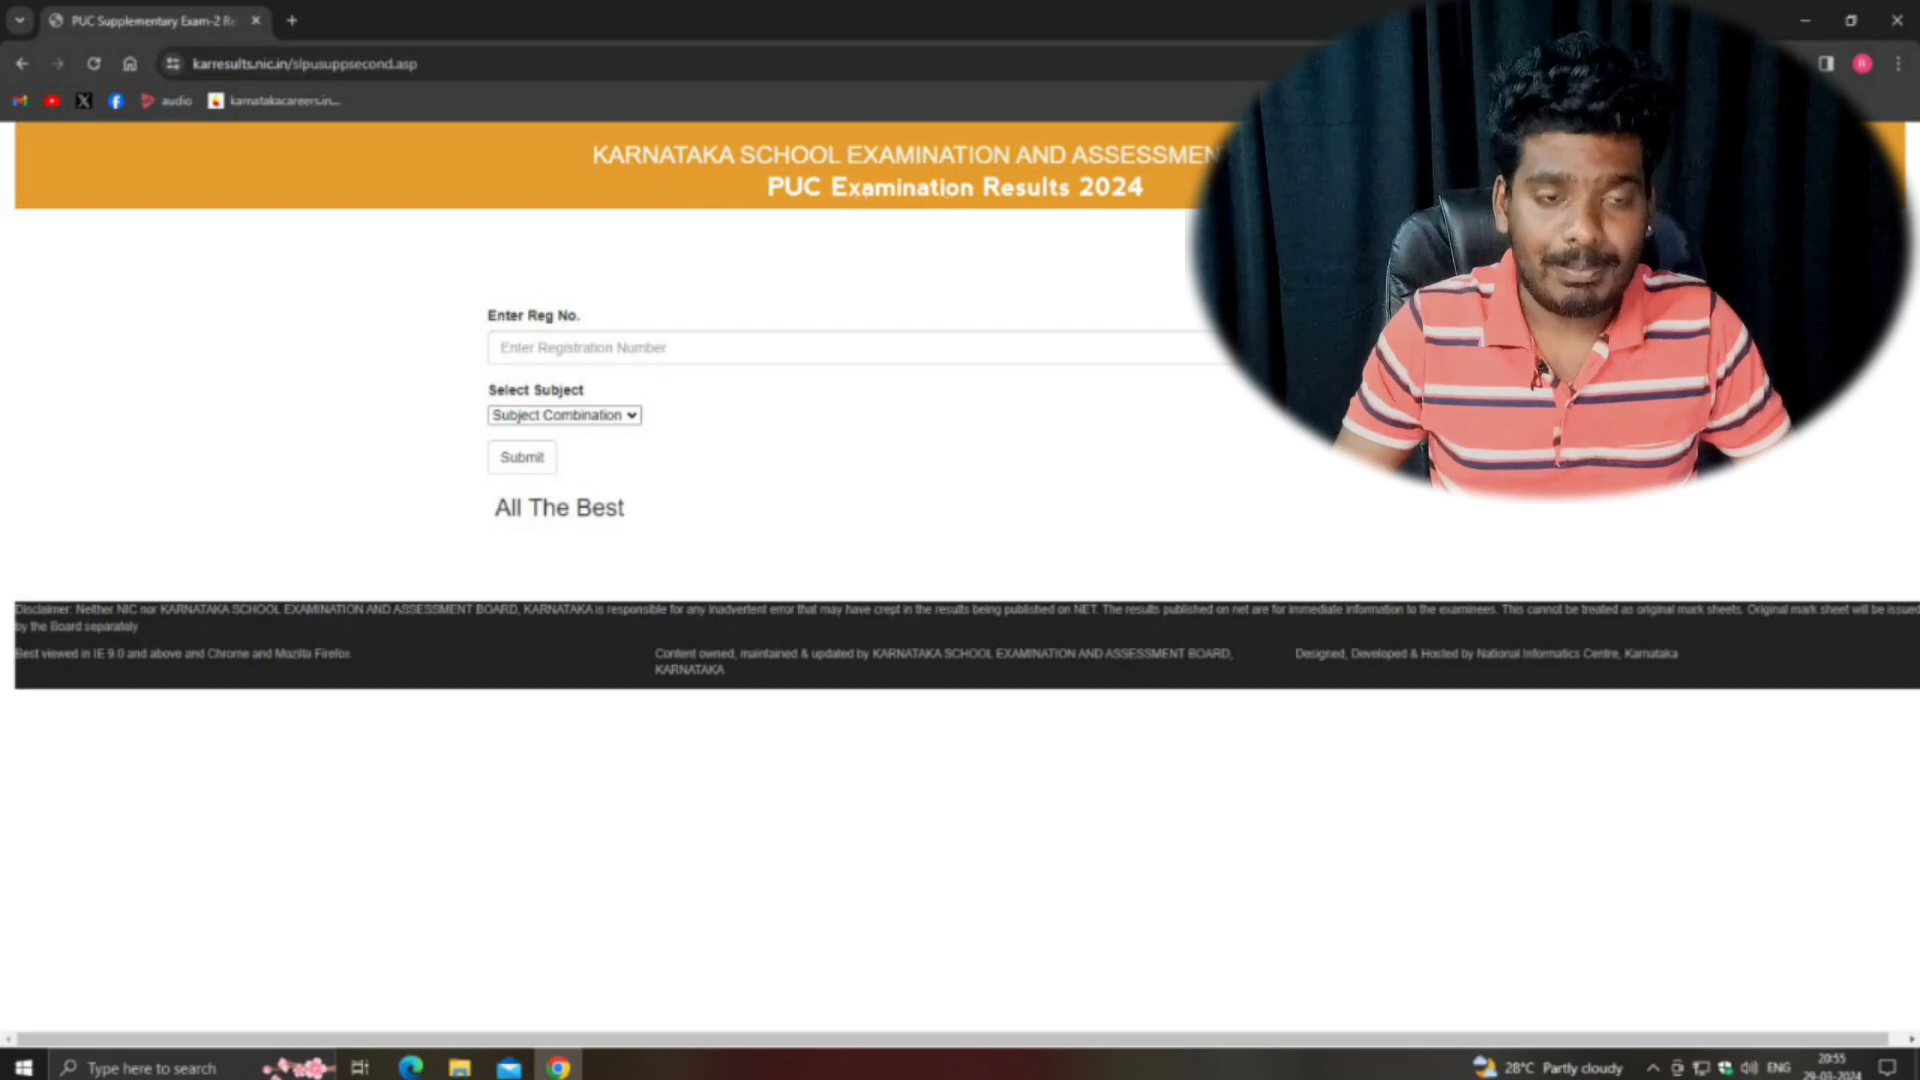 PUC Supplementary Exam-2 Re
karresults.nic.in/slpusuppsecond.asp
audio
karnatakacareers.in...
KARNATAKA SCHOOL EXAMINATION AND ASSESSMEN
PUC Examination Results 2024
Enter Reg No.
Enter Registration Number
Select Subject
Subject Combination
Submit
All The Best
Disclaimer: Neither NIC nor KARNATAKA SCHOOL EXAMINATION AND ASSESSMENT BOARD, KARNATAKA is responsible for any inadvertent error that may have crept in the results being published on NET. The results published on net are for immediate information to the examinees. This cannot be treated as original mark sheets. Original mark sheet will be issued
by the Board separately
Best viewed in IE 9.0 and above and Chrome and Mozilla Firefox
Content owned, maintained & updated by KARNATAKA SCHOOL EXAMINATION AND ASSESSMENT BOARD,
KARNATAKA
Designed, Developed & Hosted by National Informatics Centre, Karnataka
Type here to search
28°C Partly cloudy
ENG
20:55
29-03-2024